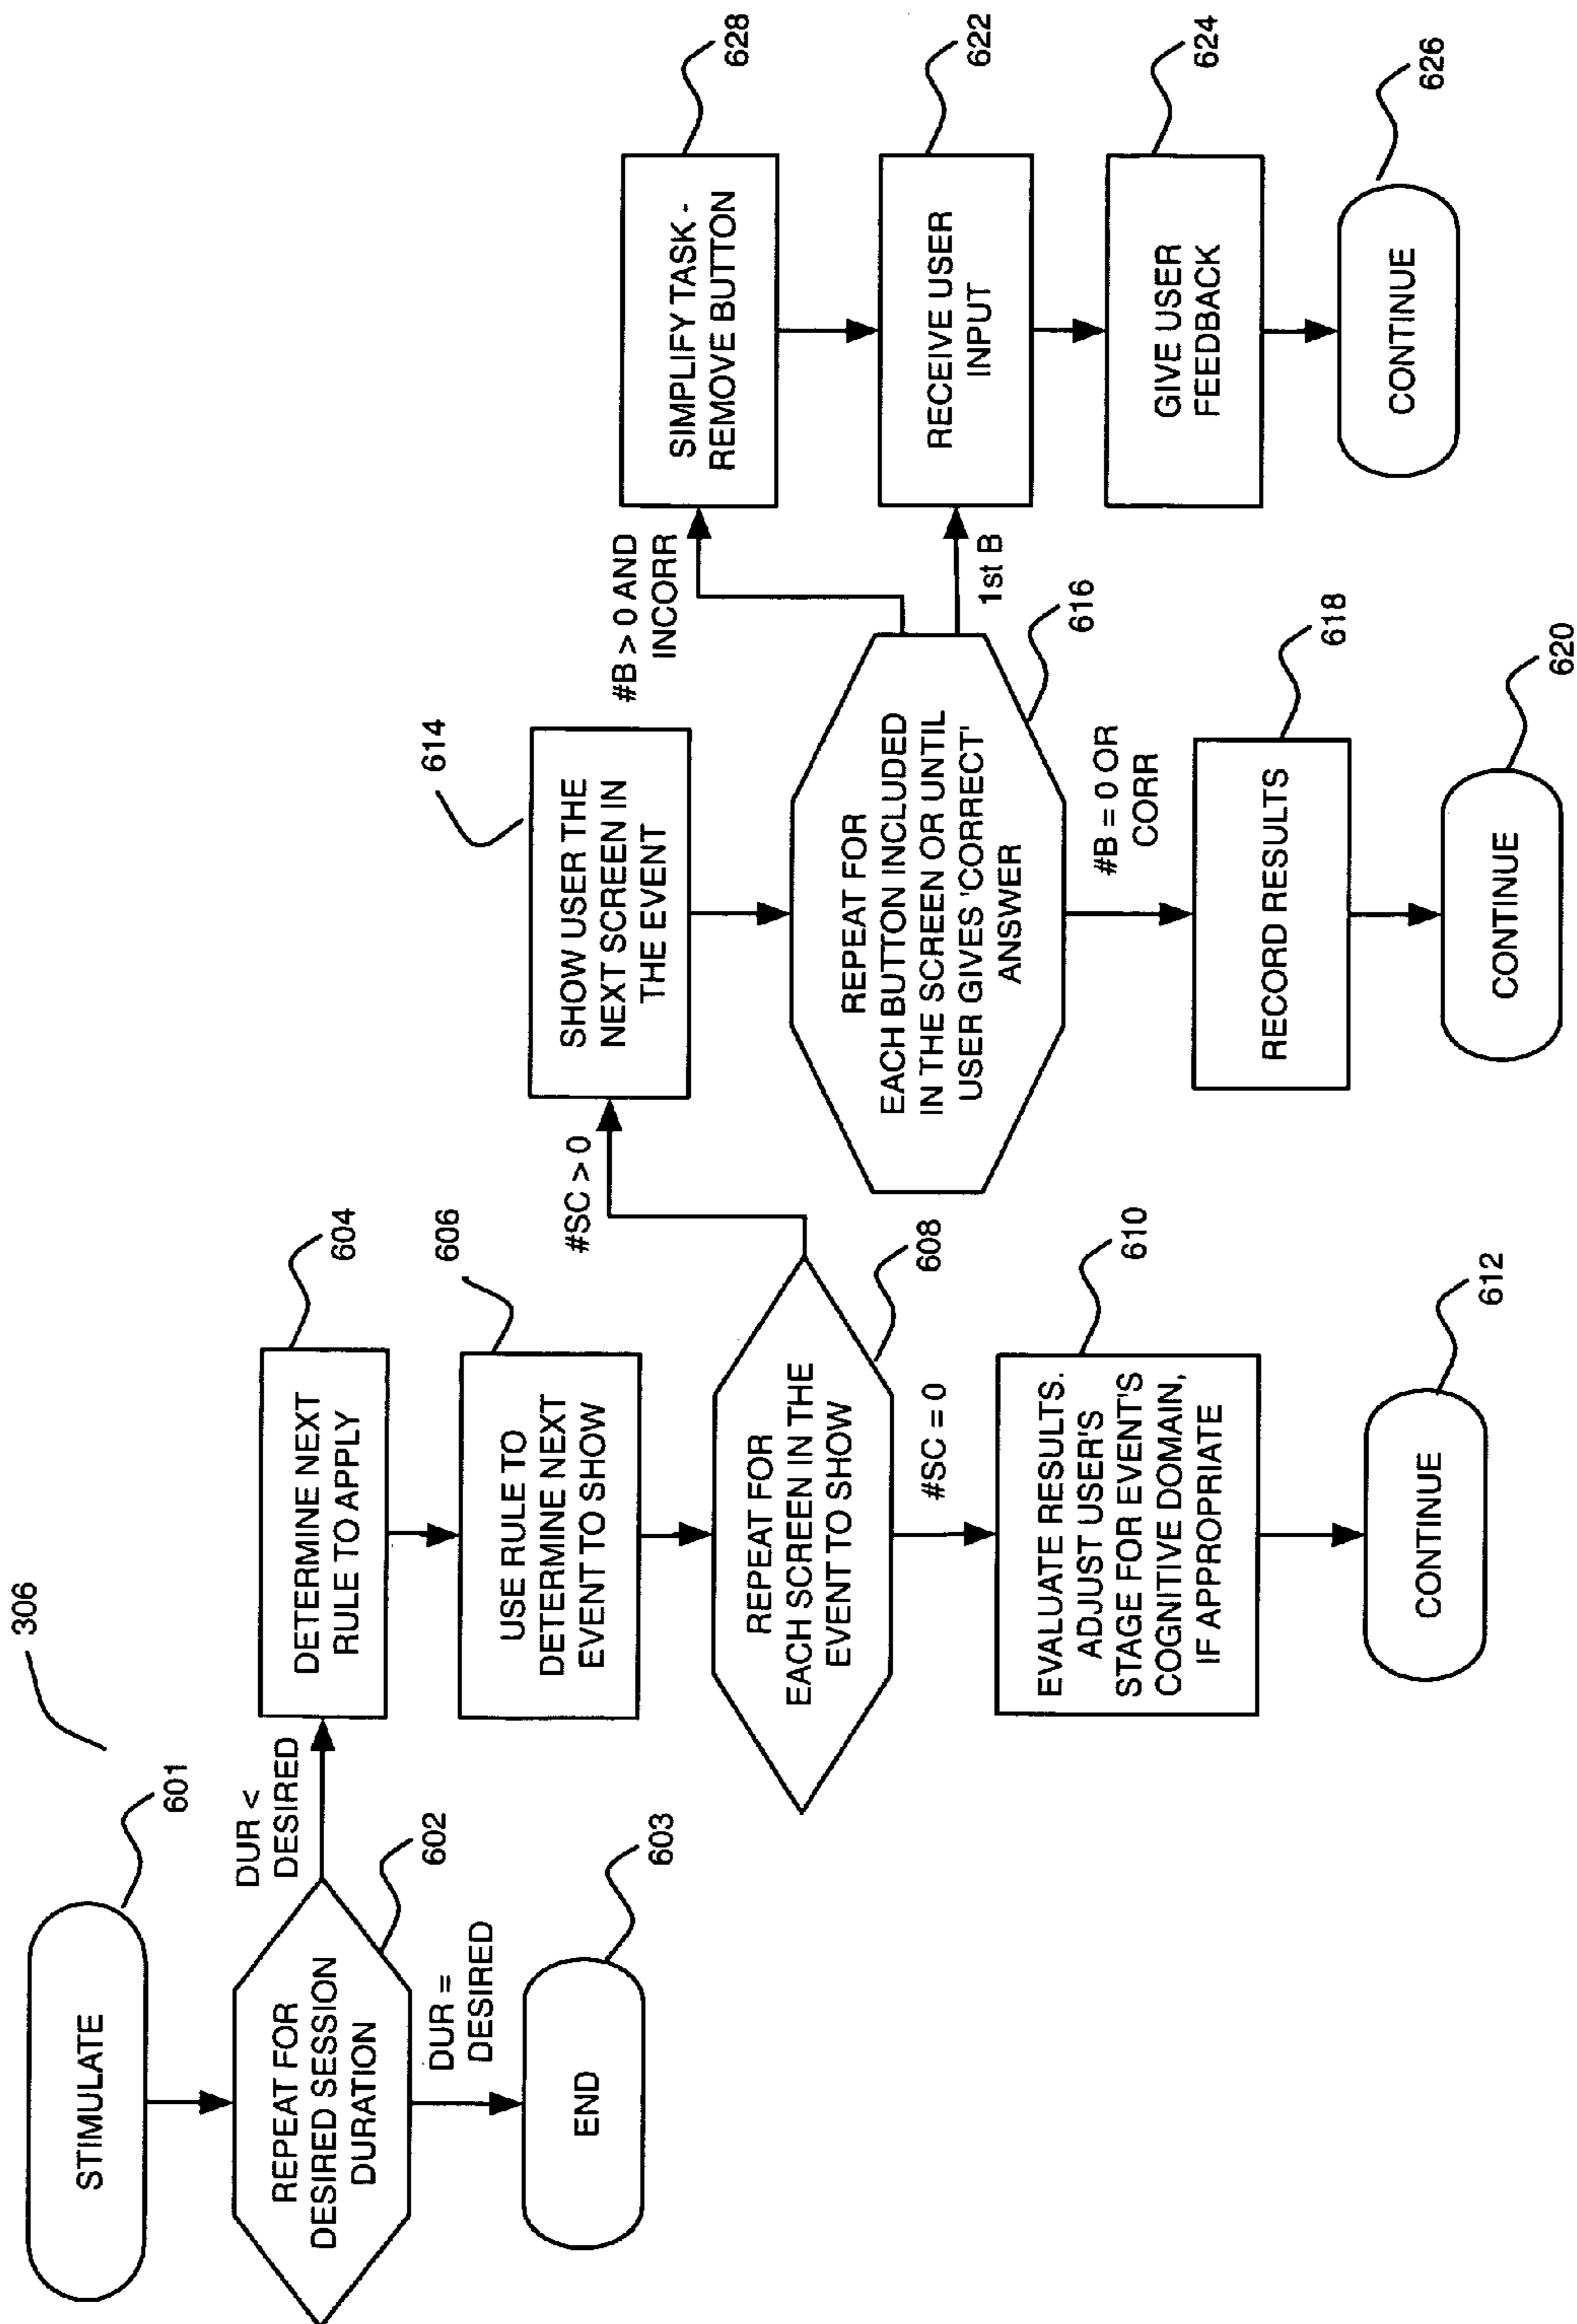 306
STIMULATE
601
REPEAT FOR
DESIRED SESSION
DURATION
602
DUR <
DESIRED
DUR =
DESIRED
END
603
DETERMINE NEXT
RULE TO APPLY
604
USE RULE TO
DETERMINE NEXT
EVENT TO SHOW
606
REPEAT FOR
EACH SCREEN IN THE
EVENT TO SHOW
608
#SC > 0
#SC = 0
EVALUATE RESULTS.
ADJUST USER'S
STAGE FOR EVENT'S
COGNITIVE DOMAIN,
IF APPROPRIATE
610
CONTINUE
612
614
SHOW USER THE
NEXT SCREEN IN
THE EVENT
REPEAT FOR
EACH BUTTON INCLUDED
IN THE SCREEN OR UNTIL
USER GIVES 'CORRECT'
ANSWER
616
#B > 0 AND
INCORR
1st B
#B = 0 OR
CORR
RECORD RESULTS
618
CONTINUE
620
SIMPLIFY TASK -
REMOVE BUTTON
628
RECEIVE USER
INPUT
622
GIVE USER
FEEDBACK
624
CONTINUE
626